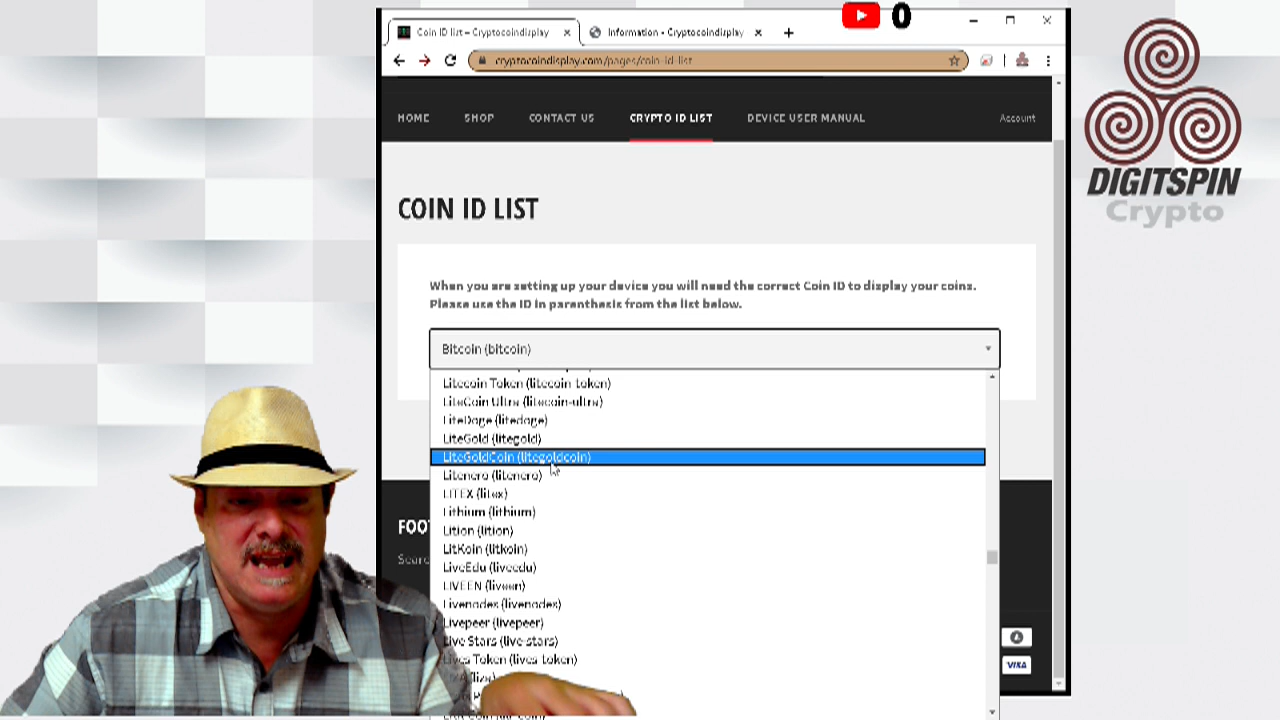 0
Coin ID list – Cryptocoindisplay
Information - Cryptocoindisplay
cryptocoindisplay.com/pages/coin-id-list
HOME
SHOP
CONTACT US
CRYPTO ID LIST
DEVICE USER MANUAL
Account
DIGITSPIN
Crypto
COIN ID LIST
When you are setting up your device you will need the correct Coin ID to display your coins.
Please use the ID in parenthesis from the list below.
Bitcoin (bitcoin)
Litecoin Token (litecoin-token)
LiteCoin Ultra (litecoin-ultra)
LiteDoge (litedoge)
LiteGold (litegold)
LiteGoldCoin (litegoldcoin)
Litenero (litenero)
LITEX (litex)
Lithium (lithium)
Lition (lition)
LitKoin (litkoin)
LiveEdu (liveedu)
LIVEEN (liveen)
Livenodes (livenodes)
Livepeer (livepeer)
Live Stars (live-stars)
Lives Token (lives-token)
FOO
Searc
VISA